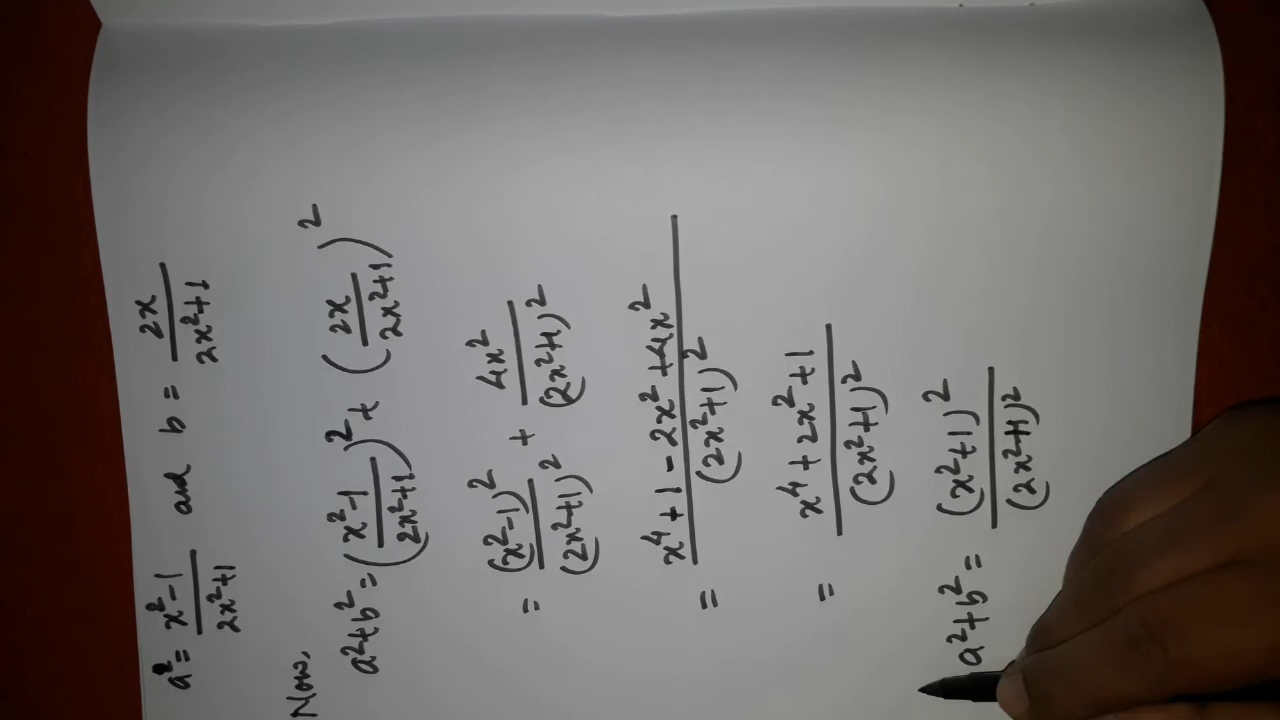 a² = x²-1/2x²+1 and b = 2x/2x²+1
Now,
a²+b² = (x²-1/2x²+1)² + (2x/2x²+1)²
= (x²-1)²/(2x²+1)² + 4x²/(2x²+1)²
= x⁴+1-2x²+4x²/(2x²+1)²
= x⁴+2x²+1/(2x²+1)²
a²+b² = (x²+1)²/(2x²+1)²